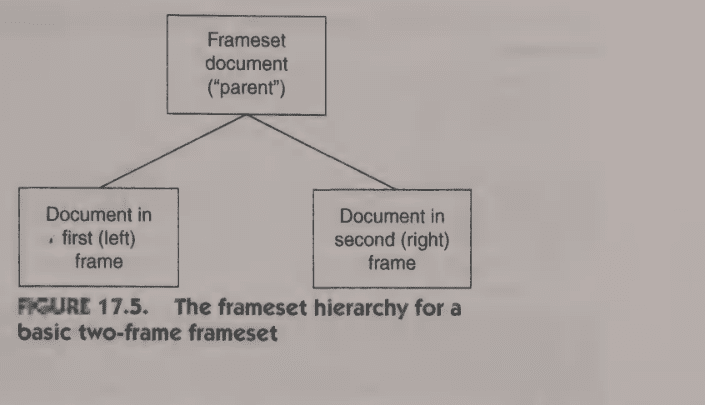 Frameset
document
("parent")
Document in
first (left)
frame
Document in
second (right)
frame
FIGURE 17.5. The frameset hierarchy for a
basic two-frame frameset